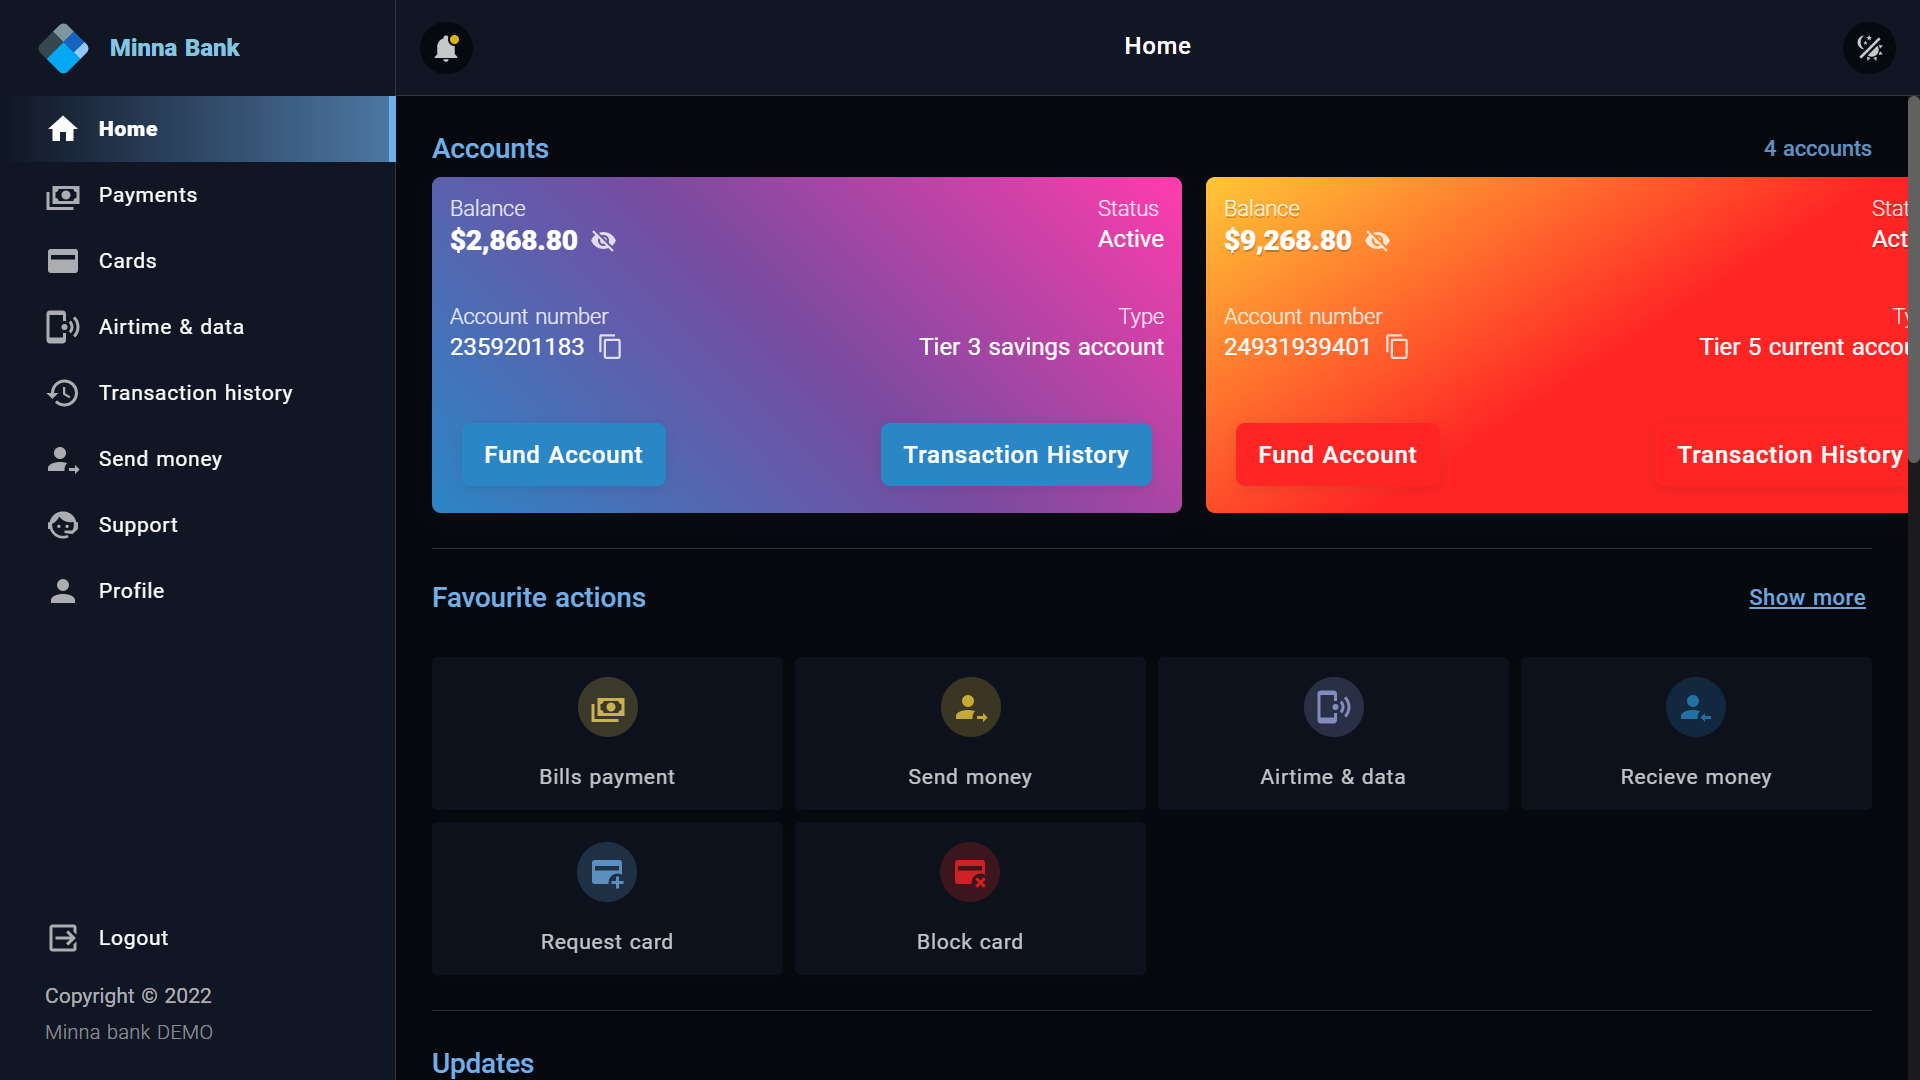 Minna Bank
Home
Payments
Cards
Airtime & data
Transaction history
Send money
Support
Profile
Logout
Copyright © 2022
Minna bank DEMO
Home
Accounts
4 accounts
Balance
$2,868.80
Status
Active
Account number
2359201183
Type
Tier 3 savings account
Fund Account
Transaction History
Balance
$9,268.80
Stat
Act
Account number
24931939401
Ty
Tier 5 current accou
Fund Account
Transaction History
Favourite actions
Show more
Bills payment
Send money
Airtime & data
Recieve money
Request card
Block card
Updates